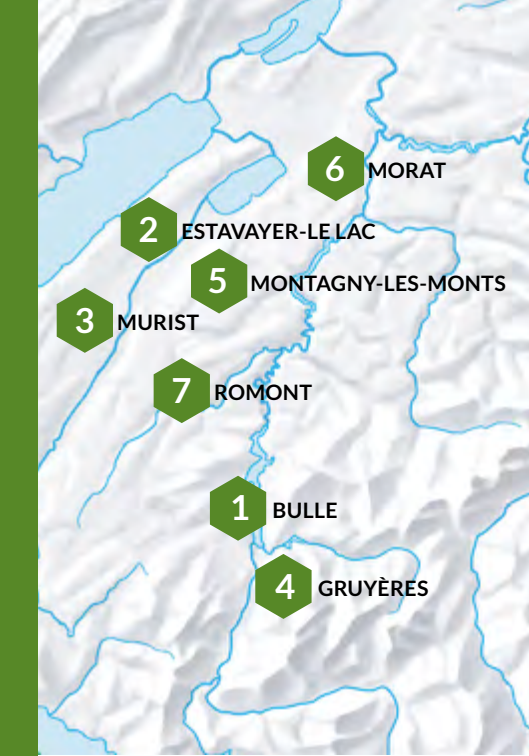 6 MORAT
2 ESTAVAYER-LE LAC
5 MONTAGNY-LES-MONTS
3 MURIST
7 ROMONT
1 BULLE
4 GRUYÈRES